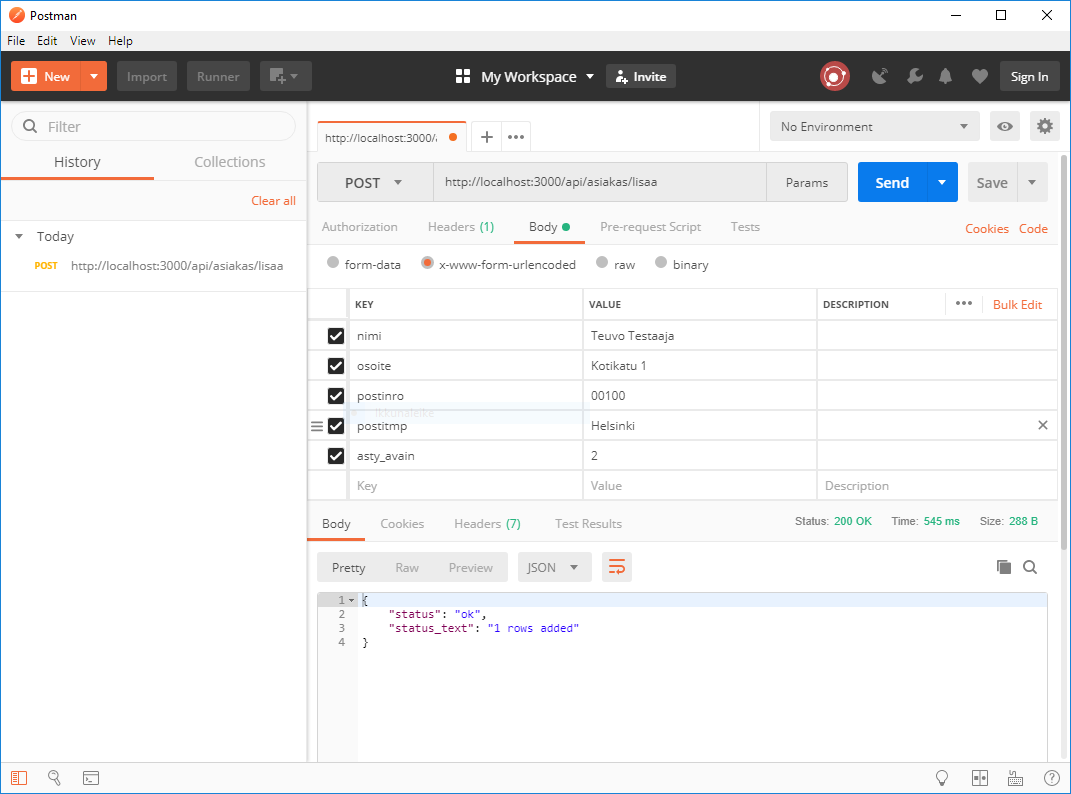 Postman
File Edit View Help
New Import Runner My Workspace Invite Sign In
Filter
History Collections
Clear all
Today
POST http://localhost:3000/api/asiakas/lisaa
http://localhost:3000/a
No Environment
POST http://localhost:3000/api/asiakas/lisaa Params Send Save
Authorization Headers (1) Body Pre-request Script Tests Cookies Code
form-data x-www-form-urlencoded raw binary
KEY VALUE DESCRIPTION Bulk Edit
nimi Teuvo Testaaja
osoite Kotikatu 1
postinro 00100
Ikkunaleike
postitmp Helsinki
asty_avain 2
Key Value Description
Body Cookies Headers (7) Test Results Status: 200 OK Time: 545 ms Size: 288 B
Pretty Raw Preview JSON
1 {
2 "status": "ok",
3 "status_text": "1 rows added"
4 }